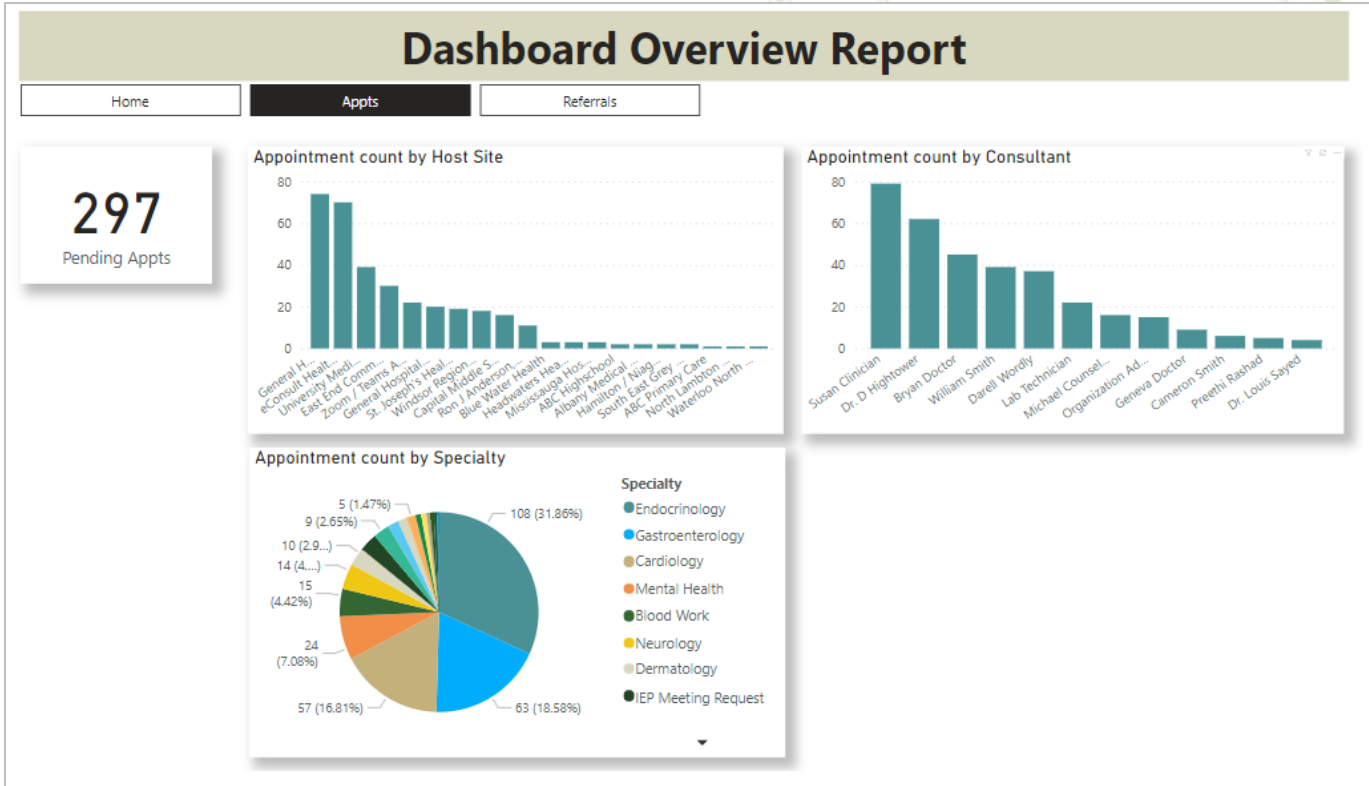 Dashboard Overview Report
Home
Appts
Referrals
297
Pending Appts
Appointment count by Host Site
80
60
40
20
0
General H...
eConsult Healt...
University Medi...
East End Comm...
Zoom / Teams A...
General Hospital...
St. Joseph's Heal...
Windsor Region...
Capital Middle S...
Ron J Anderson...
Blue Water Health
Headwaters Hea...
Mississauga Hos...
ABC Highschool
Albany Medical ...
Hamilton / Niag...
South East Grey ...
ABC Primary Care
North Lambton ...
Waterloo North ...
Appointment count by Consultant
80
60
40
20
0
Susan Clinician
Dr. D Hightower
Bryan Doctor
William Smith
Darell Wordly
Lab Technician
Michael Counsel...
Organization Ad...
Geneva Doctor
Cameron Smith
Preethi Rashad
Dr. Louis Sayed
Appointment count by Specialty
5 (1.47%)
9 (2.65%)
10 (2.9...)
14 (4....)
15
(4.42%)
24
(7.08%)
57 (16.81%)
108 (31.86%)
63 (18.58%)
Specialty
Endocrinology
Gastroenterology
Cardiology
Mental Health
Blood Work
Neurology
Dermatology
IEP Meeting Request